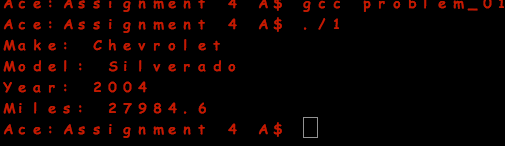 Ace:Assignment 4 A$ gcc problem_01
Ace:Assignment 4 A$ ./1
Make: Chevrolet
Model: Silverado
Year: 2004
Miles: 27984.6
Ace:Assignment 4 A$